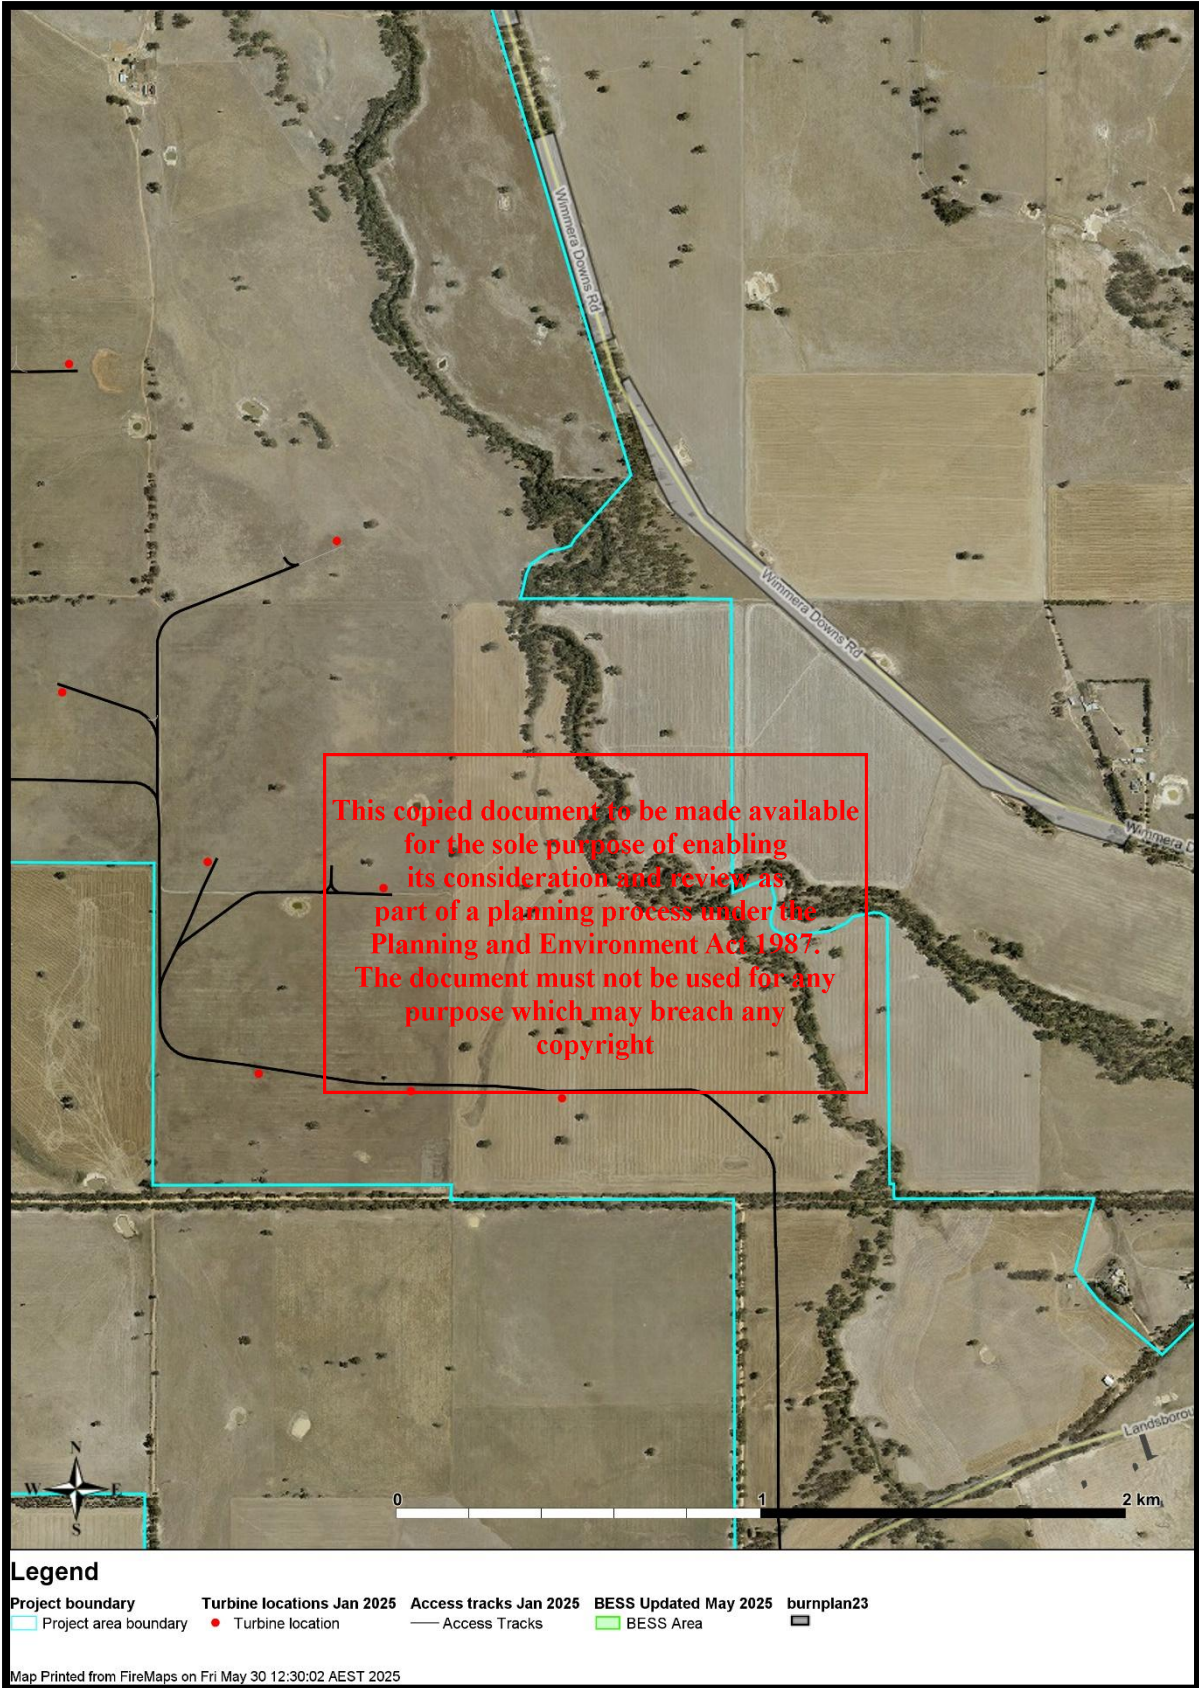 Wimmera Downs Rd
Wimmera Downs Rd
Wimmera D
This copied document to be made available
for the sole purpose of enabling
its consideration and review as
part of a planning process under the
Planning and Environment Act 1987.
The document must not be used for any
purpose which may breach any
copyright
Landsborou
N
W E
S
0 1 2 km
Legend
Project boundary Turbine locations Jan 2025 Access tracks Jan 2025 BESS Updated May 2025 burnplan23
Project area boundary Turbine location Access Tracks BESS Area
Map Printed from FireMaps on Fri May 30 12:30:02 AEST 2025